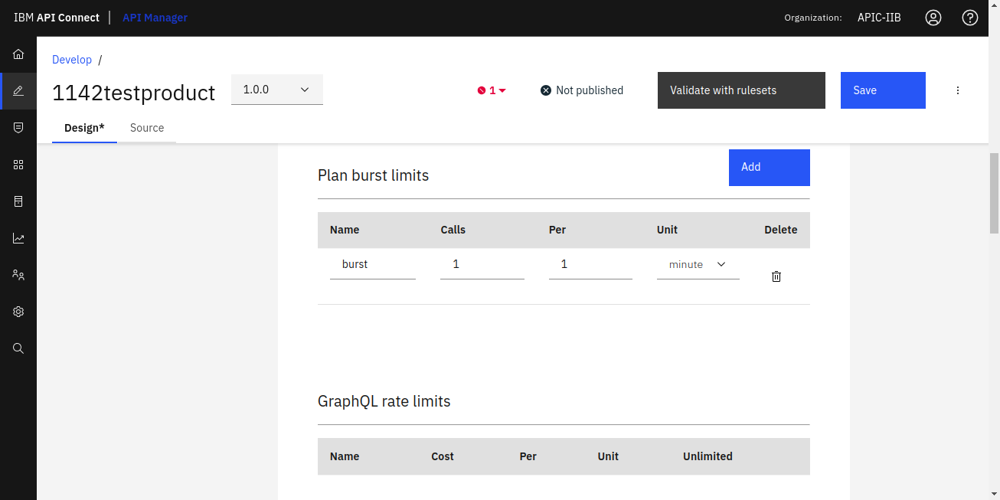 IBM API Connect | API Manager Organization: APIC-IIB
Develop /
1142testproduct 1.0.0 1 Not published Validate with rulesets Save
Design* Source
Plan burst limits Add
Name Calls Per Unit Delete
burst 1 1 minute
GraphQL rate limits
Name Cost Per Unit Unlimited